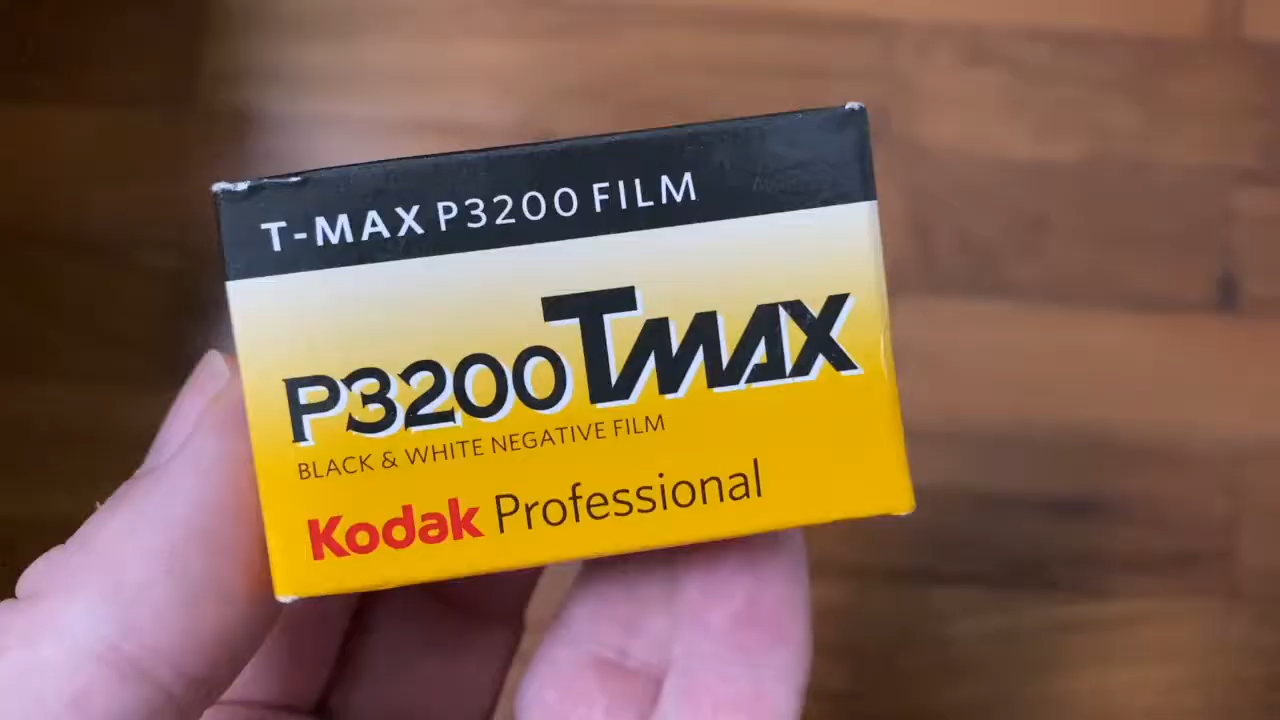 T-MAX P3200 FILM
P3200 TMAX
BLACK & WHITE NEGATIVE FILM
Kodak Professional